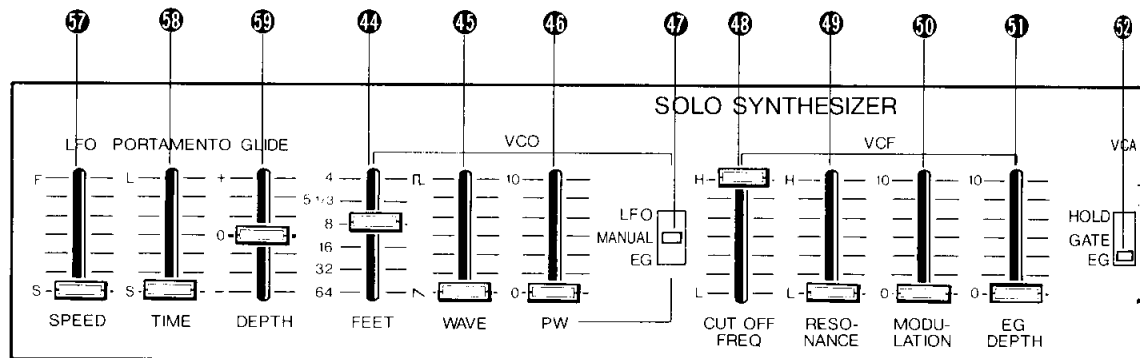 57 58 59 44 45 46 47 48 49 50 51 52
SOLO SYNTHESIZER
LFO PORTAMENTO GLIDE VCO VCF VCA
F L + 4 10 H H 10 10
5 1/3
LFO HOLD
8
0 MANUAL GATE
16
EG EG
32
S S - 64 0 L L 0 0
SPEED TIME DEPTH FEET WAVE PW CUT OFF FREQ RESO-NANCE MODU-LATION EG DEPTH